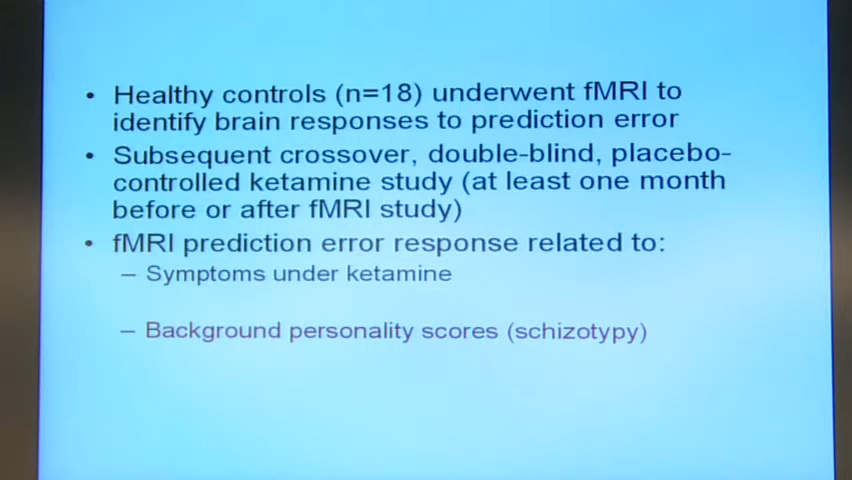 • Healthy controls (n=18) underwent fMRI to
identify brain responses to prediction error
• Subsequent crossover, double-blind, placebo-
controlled ketamine study (at least one month
before or after fMRI study)
• fMRI prediction error response related to:
– Symptoms under ketamine
– Background personality scores (schizotypy)